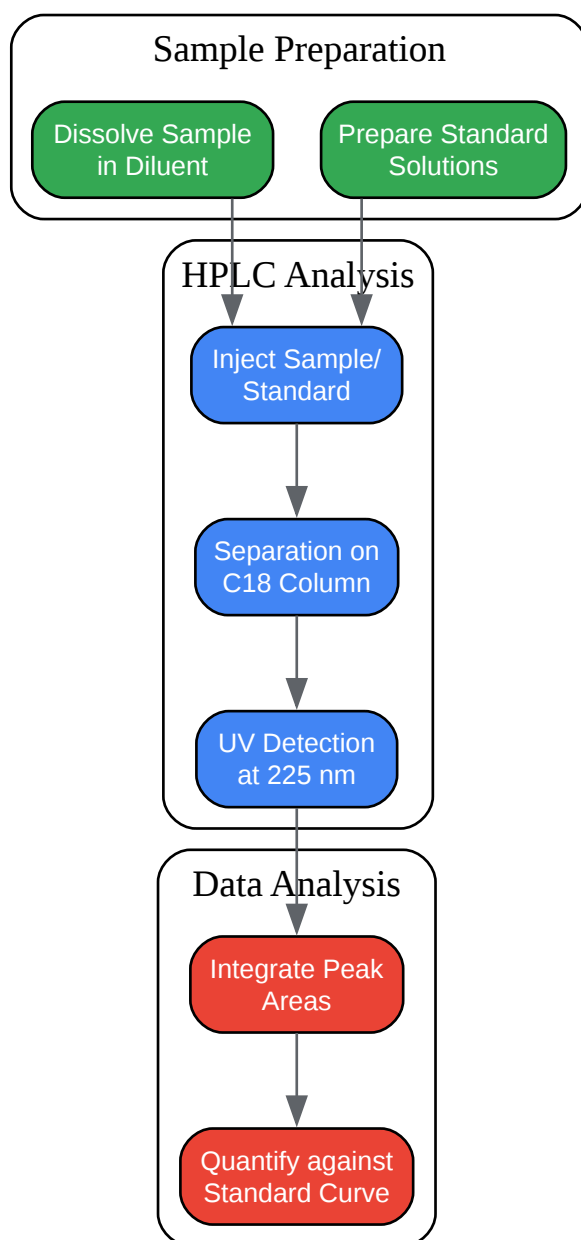 Sample Preparation
Dissolve Sample
in Diluent
Prepare Standard
Solutions
HPLC Analysis
Inject Sample/
Standard
Separation on
C18 Column
UV Detection
at 225 nm
Data Analysis
Integrate Peak
Areas
Quantify against
Standard Curve